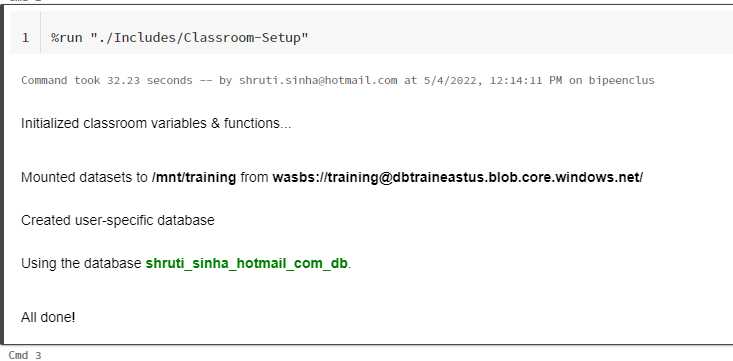 1 %run "./Includes/Classroom-Setup"
Command took 32.23 seconds -- by shruti.sinha@hotmail.com at 5/4/2022, 12:14:11 PM on bipeenclus
Initialized classroom variables & functions...
Mounted datasets to /mnt/training from wasbs://training@dbtraineastus.blob.core.windows.net/
Created user-specific database
Using the database shruti_sinha_hotmail_com_db.
All done!
Cmd 3